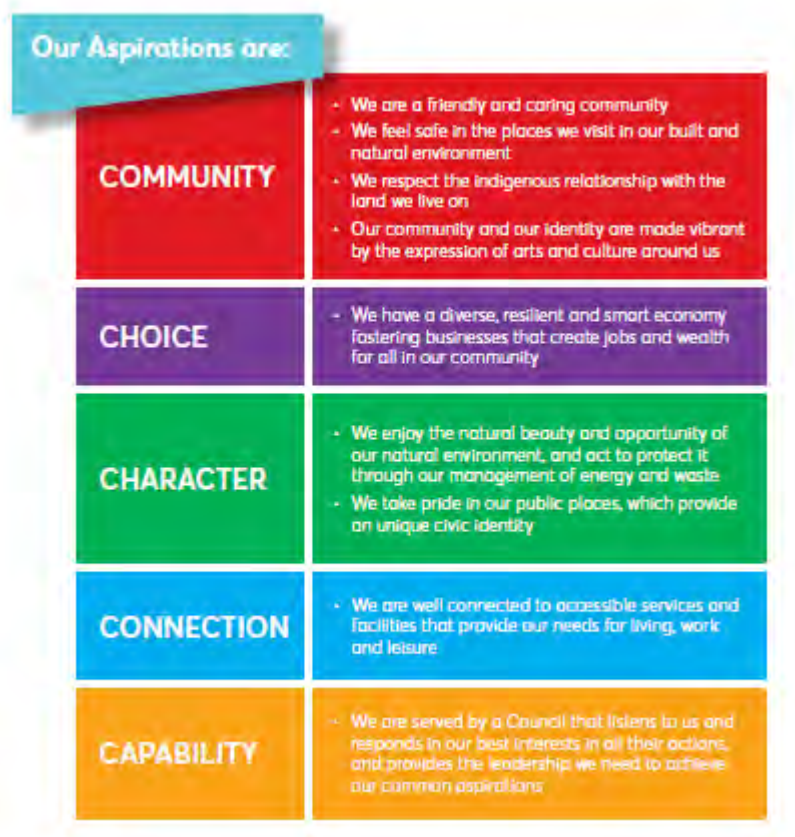 Our Aspirations are:
COMMUNITY
- We are a friendly and caring community
- We feel safe in the places we visit in our built and
natural environment
- We respect the indigenous relationship with the
land we live on
- Our community and our identity are made vibrant
by the expression of arts and culture around us
CHOICE
- We have a diverse, resilient and smart economy
fostering businesses that create jobs and wealth
for all in our community
CHARACTER
- We enjoy the natural beauty and opportunity of
our natural environment, and act to protect it
through our management of energy and waste
- We take pride in our public places, which provide
an unique civic identity
CONNECTION
- We are well connected to accessible services and
facilities that provide our needs for living, work
and leisure
CAPABILITY
- We are served by a Council that listens to us and
responds in our best interests in all their actions,
and provides the leadership we need to achieve
our common aspirations